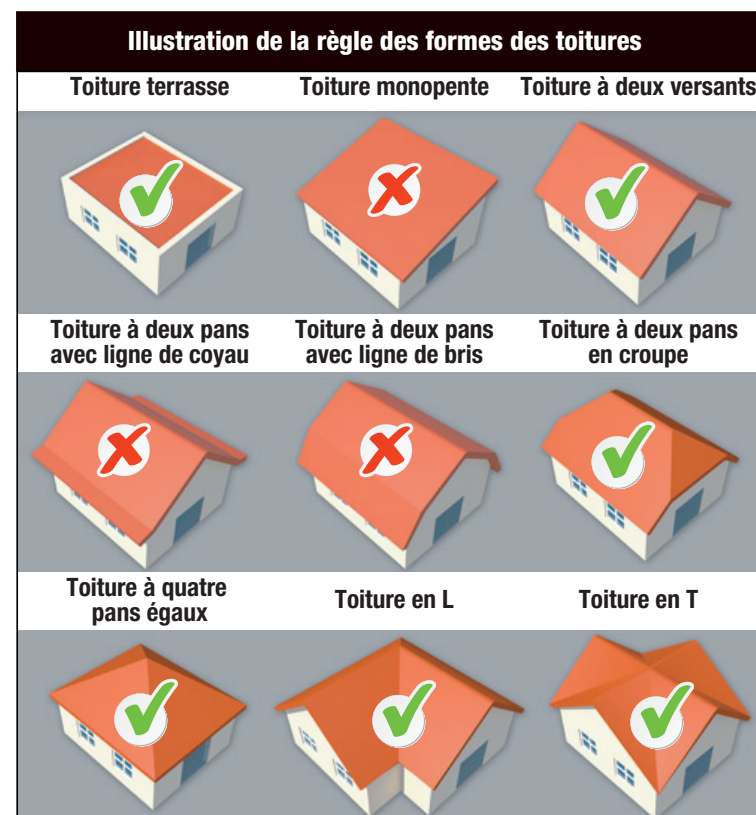 Illustration de la règle des formes des toitures
Toiture terrasse
Toiture monopente
Toiture à deux versants
Toiture à deux pans
avec ligne de coyau
Toiture à deux pans
avec ligne de bris
Toiture à deux pans
en croupe
Toiture à quatre
pans égaux
Toiture en L
Toiture en T